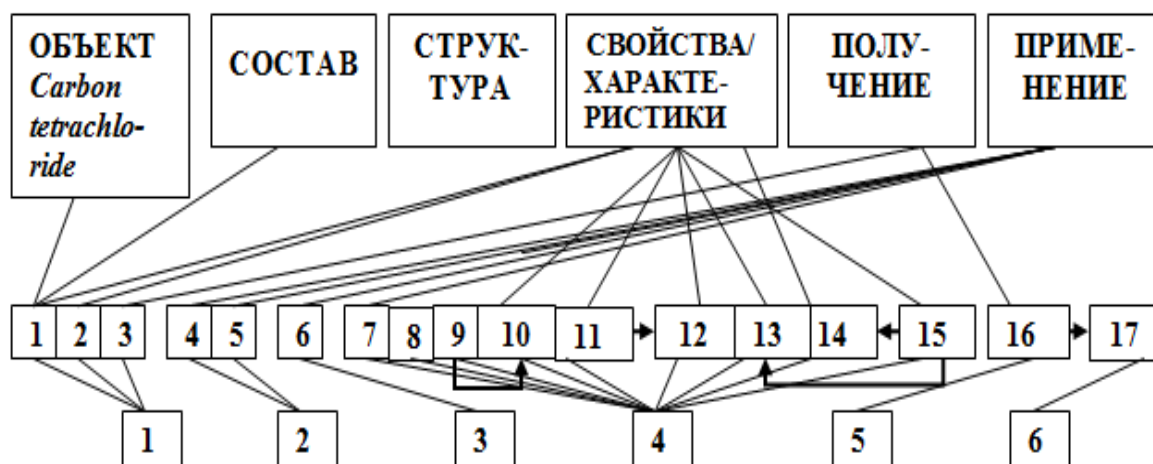 ОБЪЕКТ
Carbon
tetrachlo-
ride
СОСТАВ
СТРУК-
ТУРА
СВОЙСТВА/
ХАРАКТЕ-
РИСТИКИ
ПОЛУ-
ЧЕНИЕ
ПРИМЕ-
НЕНИЕ
1 2 3 4 5 6 7 8 9 10 11 12 13 14 15 16 17
1 2 3 4 5 6